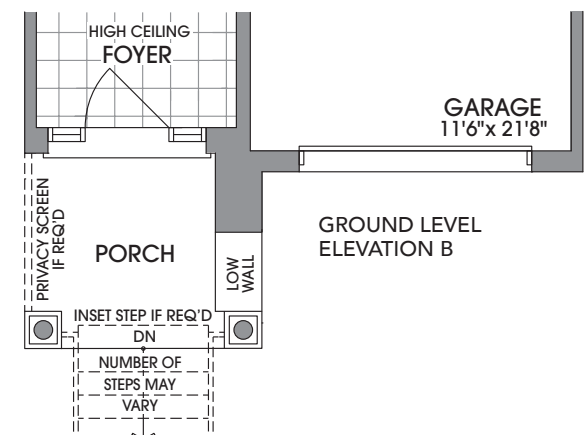 HIGH CEILING
FOYER
GARAGE
11'6"x 21'8"
PRIVACY SCREEN
IF REQ'D
PORCH
LOW
WALL
GROUND LEVEL
ELEVATION B
INSET STEP IF REQ'D
DN
NUMBER OF
STEPS MAY
VARY